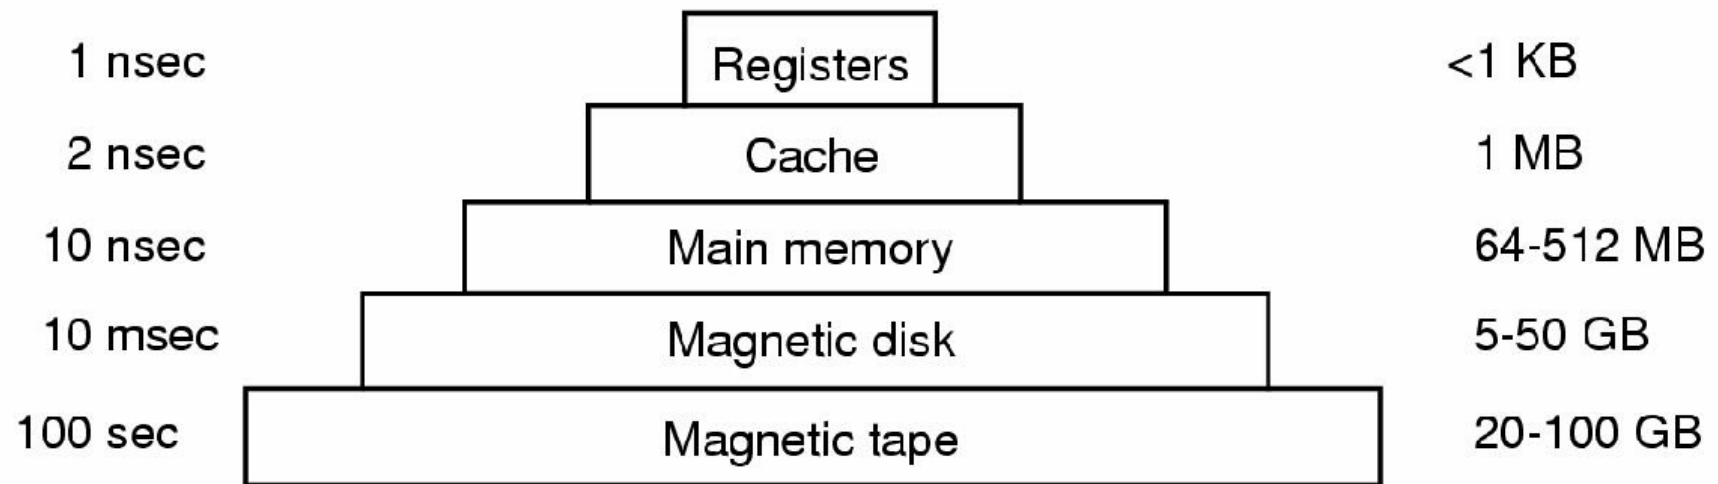 1 nsec Registers <1 KB
2 nsec Cache 1 MB
10 nsec Main memory 64-512 MB
10 msec Magnetic disk 5-50 GB
100 sec Magnetic tape 20-100 GB